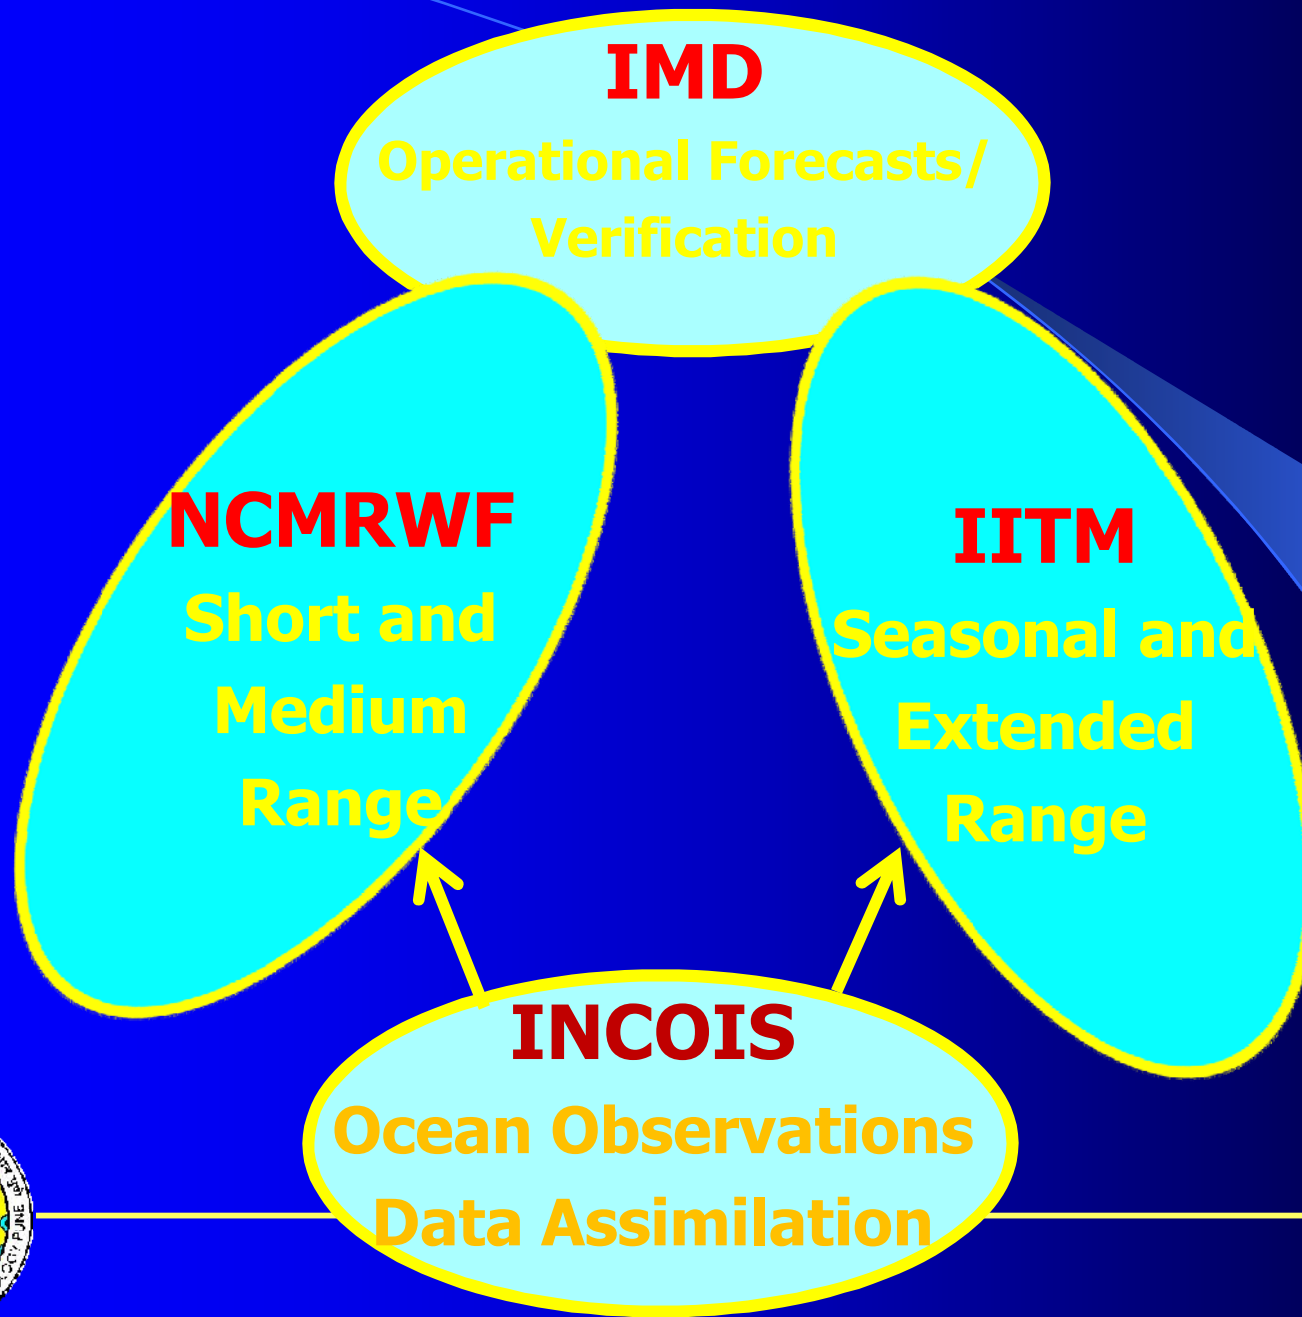 IMD
Operational Forecasts/
Verification
NCMRWF
Short and
Medium
Range
IITM
Seasonal and
Extended
Range
INCOIS
Ocean Observations
Data Assimilation
PUNE